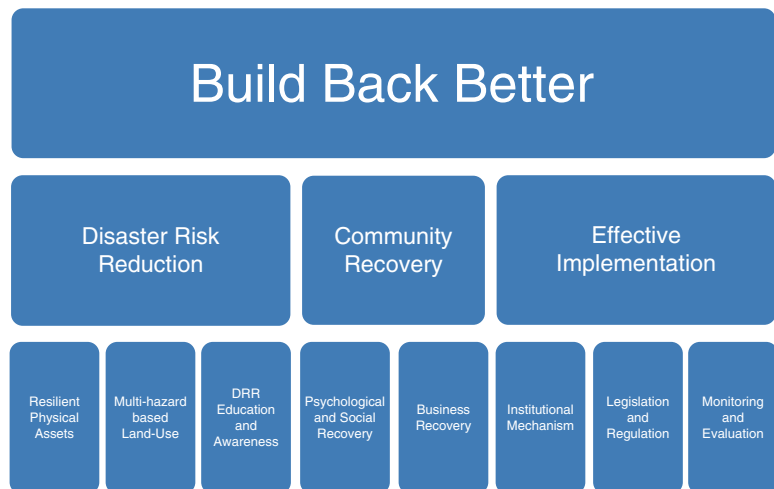 Build Back Better
Disaster Risk
Reduction
Community
Recovery
Effective
Implementation
Resilient
Physical
Assets
Multi-hazard
based
Land-Use
DRR
Education
and
Awareness
Psychological
and Social
Recovery
Business
Recovery
Institutional
Mechanism
Legislation
and
Regulation
Monitoring
and
Evaluation